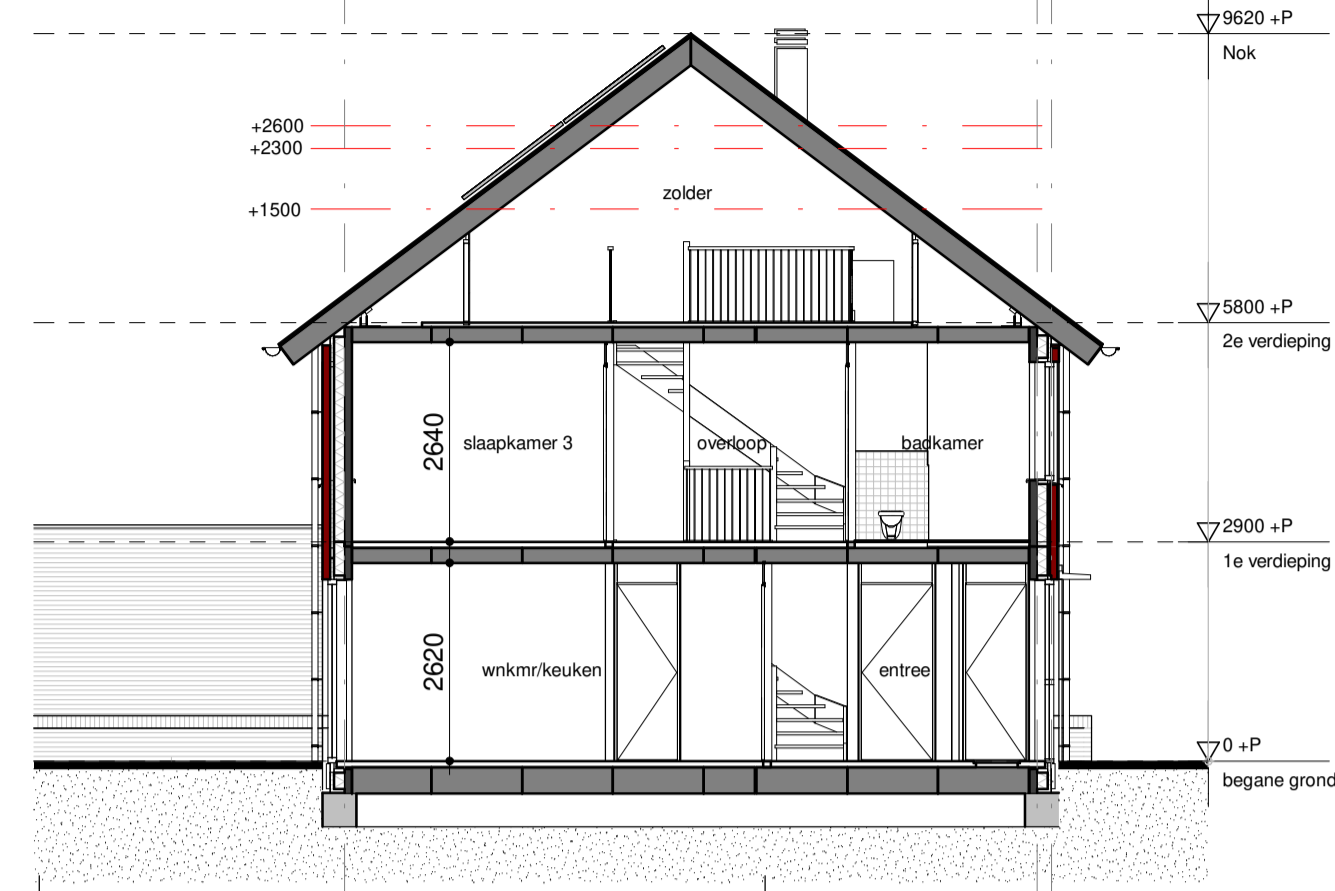 9620 +P
Nok
+2600
+2300
+1500
zolder
5800 +P
2e verdieping
2640
slaapkamer 3
overloop
badkamer
2900 +P
1e verdieping
2620
wnkmr/keuken
entree
0 +P
begane grond